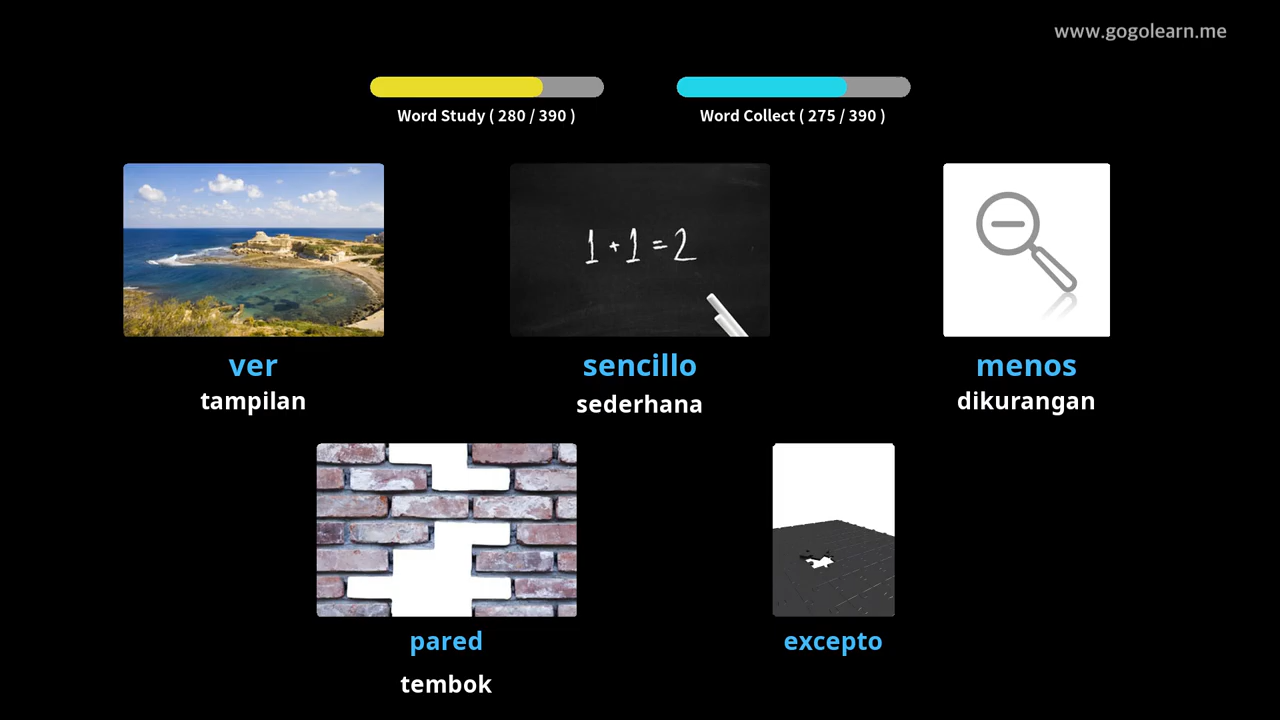 www.gogolearn.me
Word Study ( 280 / 390 )
Word Collect ( 275 / 390 )
1 + 1 = 2
ver
sencillo
menos
tampilan
sederhana
dikurangan
pared
excepto
tembok